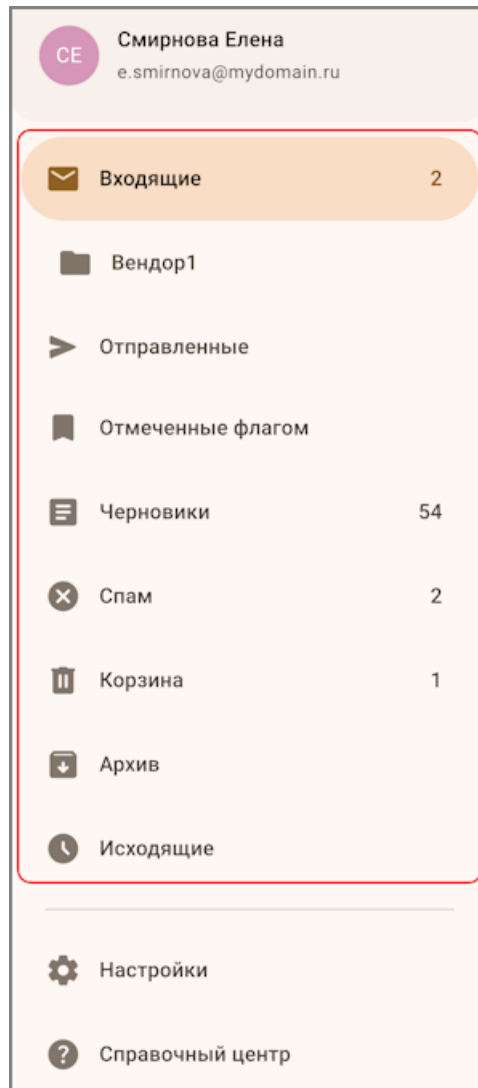 СЕ
Смирнова Елена
e.smirnova@mydomain.ru
Входящие 2
Вендор1
Отправленные
Отмеченные флагом
Черновики 54
Спам 2
Корзина 1
Архив
Исходящие
Настройки
Справочный центр